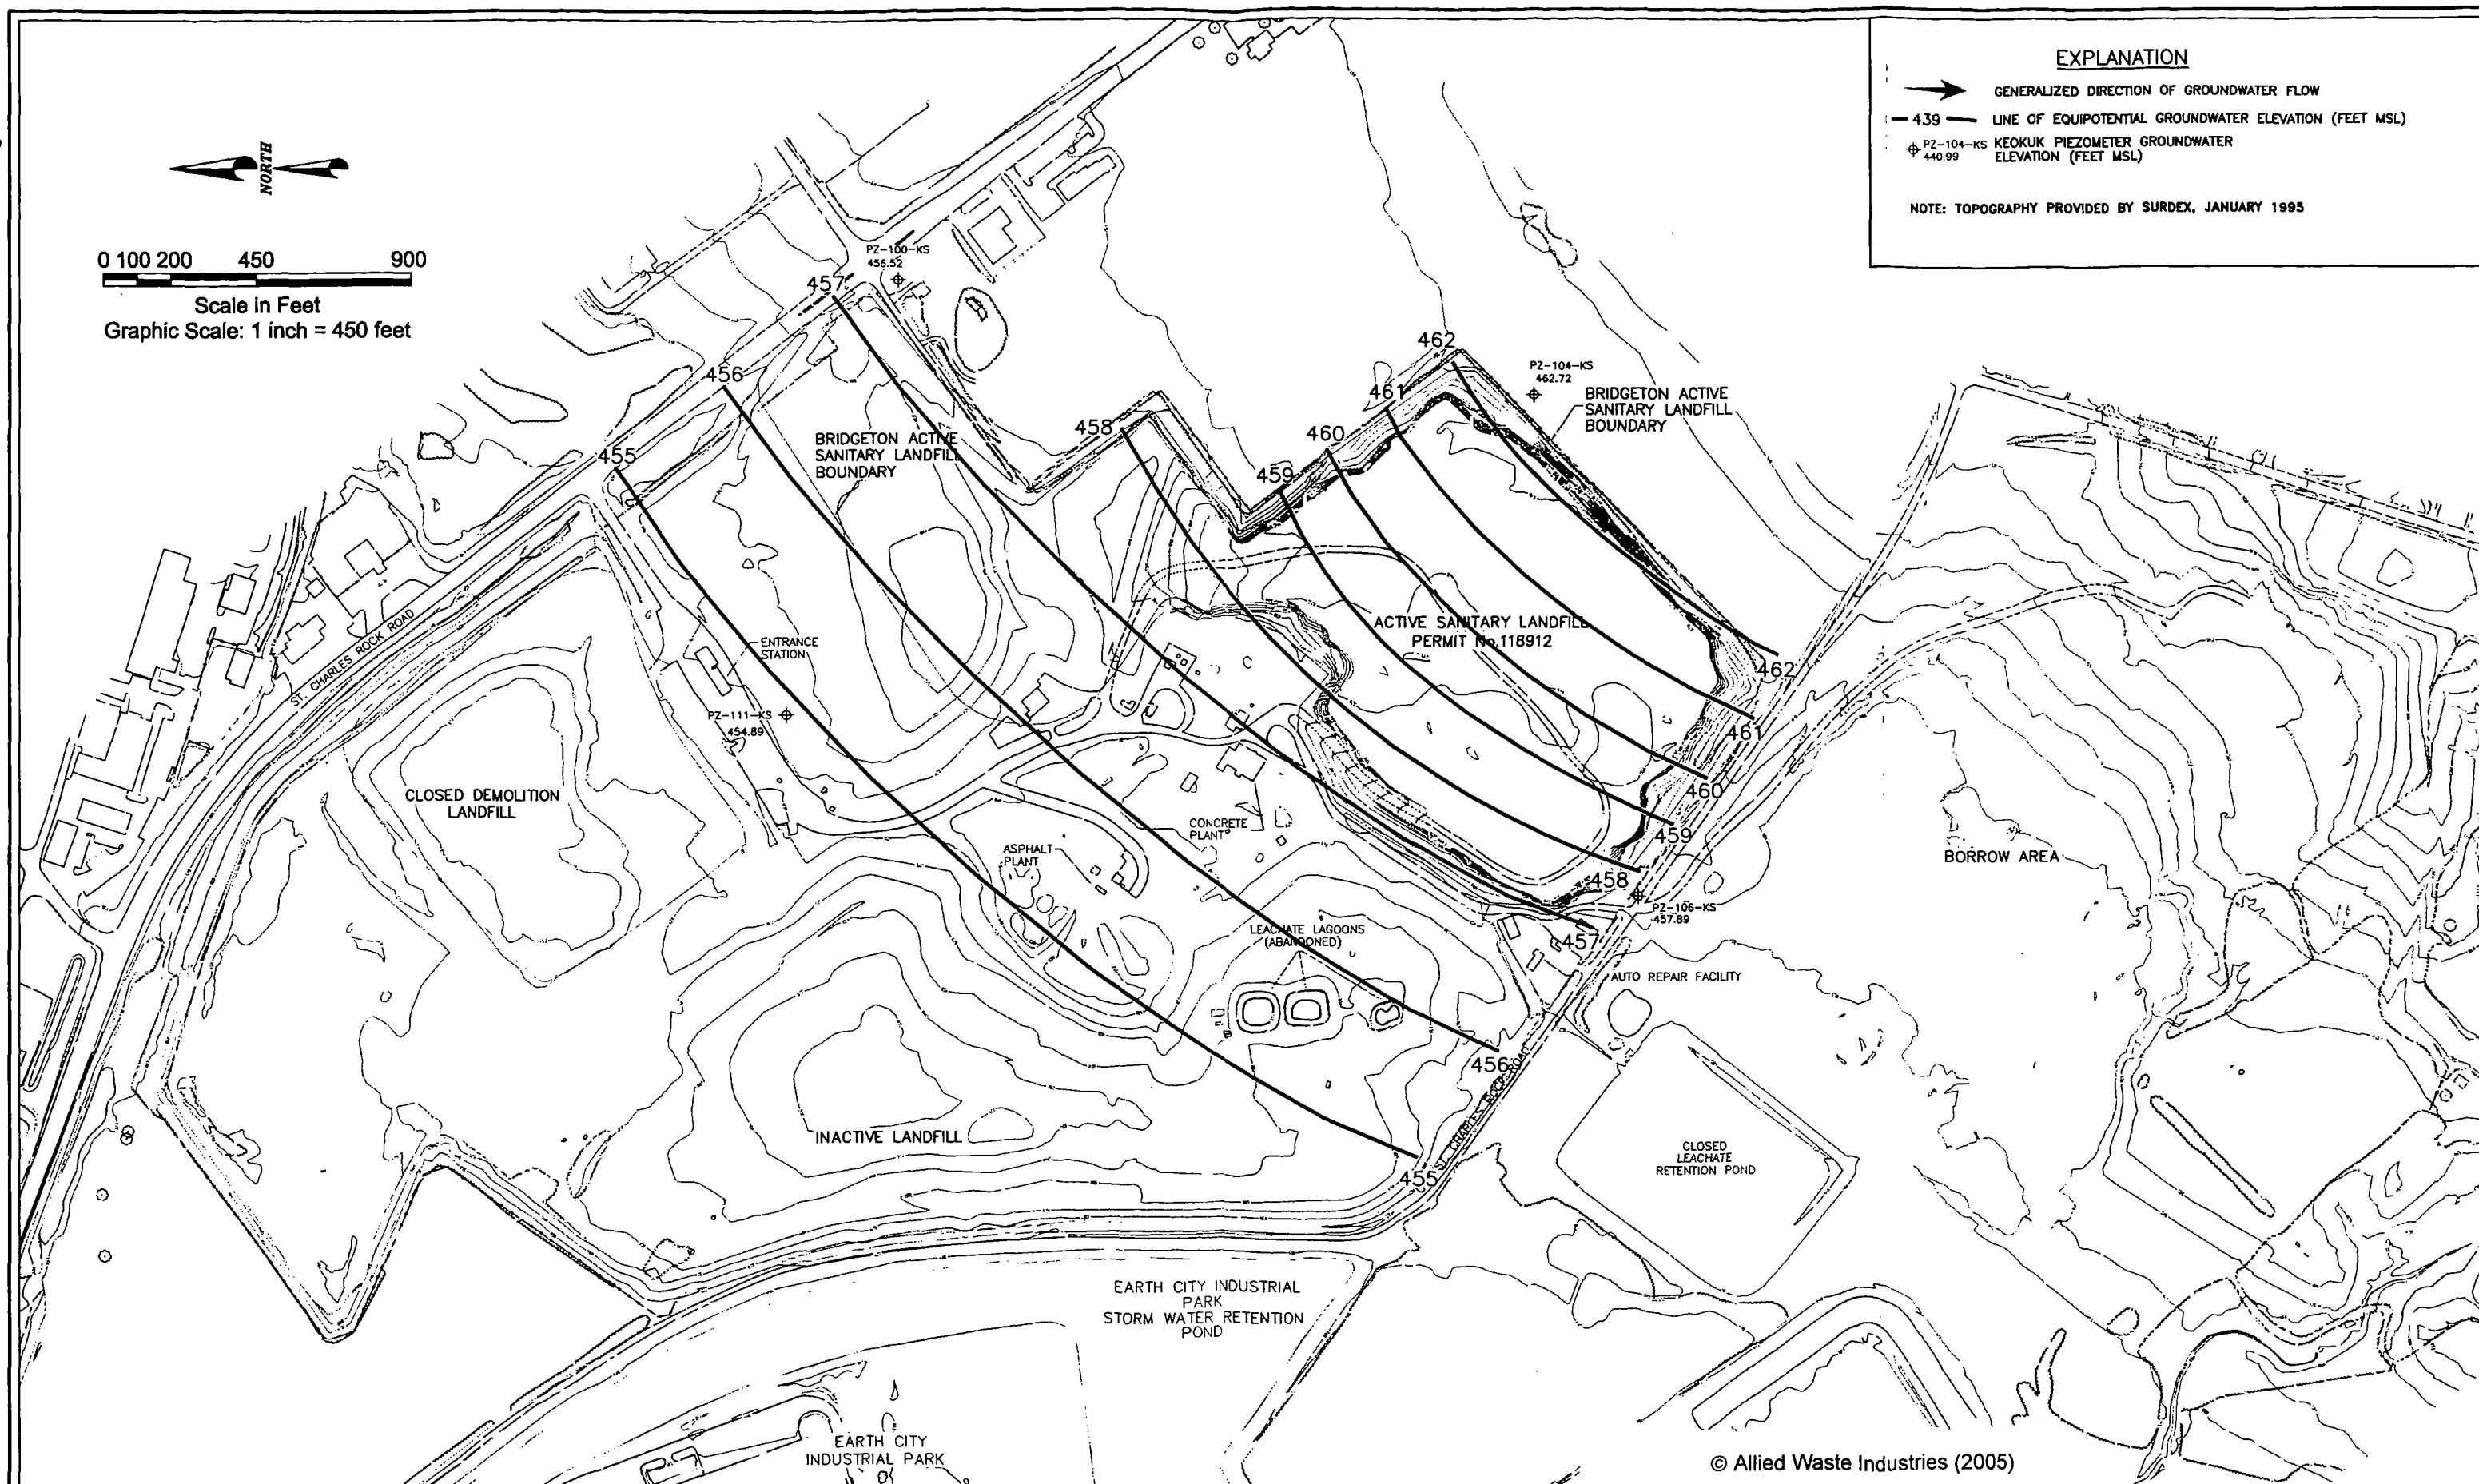 EXPLANATION
GENERALIZED DIRECTION OF GROUNDWATER FLOW
439 LINE OF EQUIPOTENTIAL GROUNDWATER ELEVATION (FEET MSL)
PZ-104-KS KEOKUK PIEZOMETER GROUNDWATER
440.99 ELEVATION (FEET MSL)
NOTE: TOPOGRAPHY PROVIDED BY SURDEX, JANUARY 1995
NORTH
0 100 200 450 900
Scale in Feet
Graphic Scale: 1 inch = 450 feet
PZ-100-KS
456.52
457
456
455
458
459
460
461
462
PZ-104-KS
462.72
BRIDGETON ACTIVE
SANITARY LANDFILL
BOUNDARY
BRIDGETON ACTIVE
SANITARY LANDFILL
BOUNDARY
ACTIVE SANITARY LANDFILL
PERMIT No.118912
ST. CHARLES ROCK ROAD
ENTRANCE
STATION
PZ-111-KS
454.89
CLOSED DEMOLITION
LANDFILL
CONCRETE
PLANT
ASPHALT
PLANT
462
461
460
459
458
PZ-106-KS
457.89
457
BORROW AREA
LEACHATE LAGOONS
(ABANDONED)
AUTO REPAIR FACILITY
456
ST CHARLES ROCK ROAD
455
INACTIVE LANDFILL
CLOSED
LEACHATE
RETENTION POND
EARTH CITY INDUSTRIAL
PARK
STORM WATER RETENTION
POND
EARTH CITY
INDUSTRIAL PARK
© Allied Waste Industries (2005)